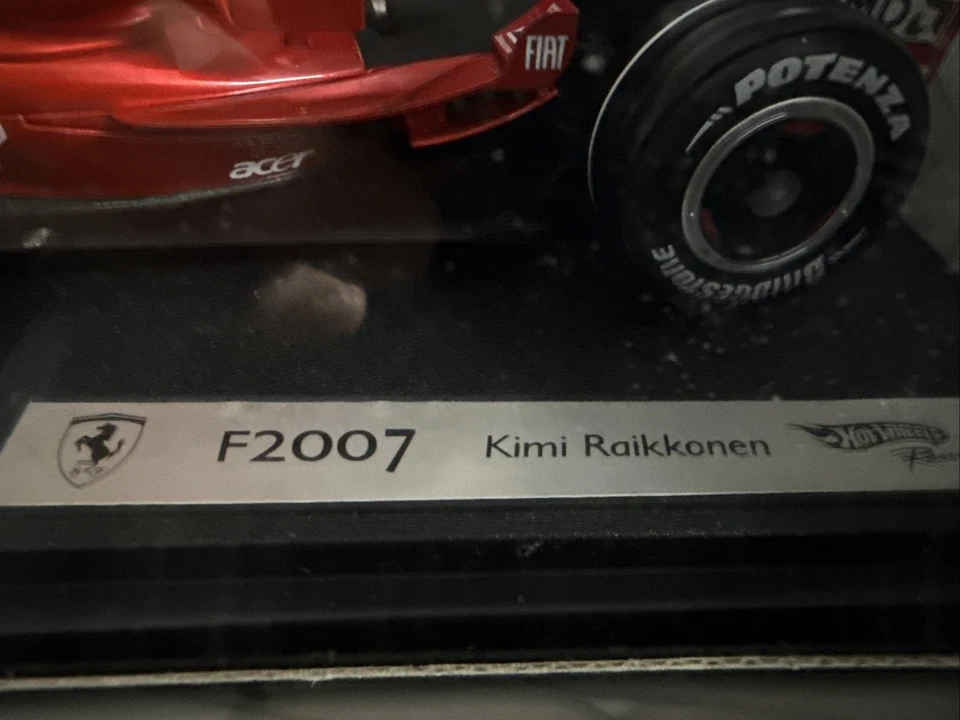 FIAT
POTENZA
acer
BRIDGESTONE
F2007 Kimi Raikkonen Hot Wheels